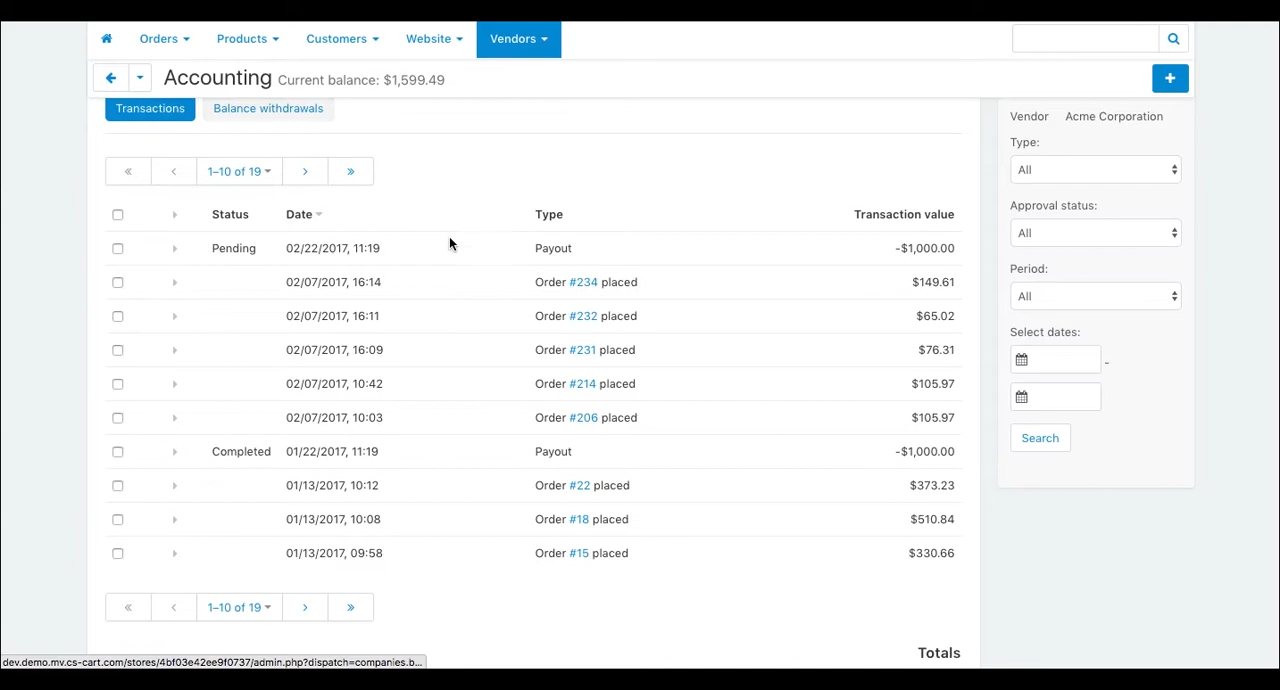 Orders Products Customers Website Vendors
Accounting Current balance: $1,599.49 +
Transactions Balance withdrawals
Vendor Acme Corporation
Type:
All
« ‹ 1–10 of 19 › »
Approval status:
All
Status Date Type Transaction value
Pending 02/22/2017, 11:19 Payout -$1,000.00
Period:
All
02/07/2017, 16:14 Order #234 placed $149.61
02/07/2017, 16:11 Order #232 placed $65.02
Select dates:
-
02/07/2017, 16:09 Order #231 placed $76.31
02/07/2017, 10:42 Order #214 placed $105.97
02/07/2017, 10:03 Order #206 placed $105.97
Search
Completed 01/22/2017, 11:19 Payout -$1,000.00
01/13/2017, 10:12 Order #22 placed $373.23
01/13/2017, 10:08 Order #18 placed $510.84
01/13/2017, 09:58 Order #15 placed $330.66
« ‹ 1–10 of 19 › »
Totals
dev.demo.mv.cs-cart.com/stores/4bf03e42ee9f0737/admin.php?dispatch=companies.b...